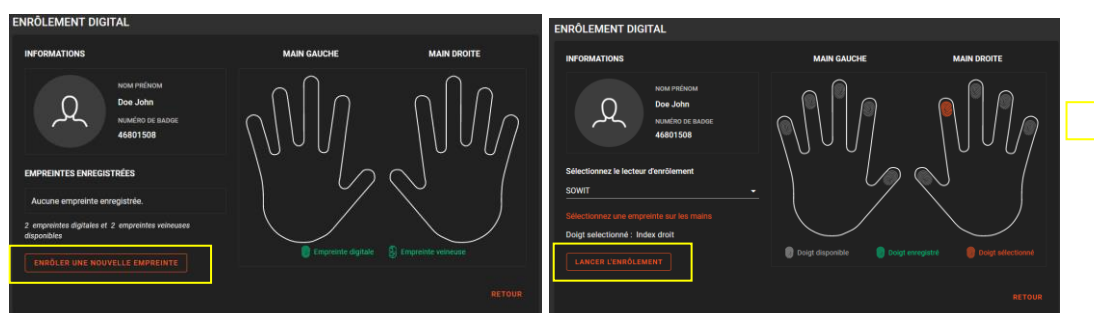 ENRÔLEMENT DIGITAL
INFORMATIONS
MAIN GAUCHE
MAIN DROITE
NOM PRÉNOM
Doe John
NUMÉRO DE BADGE
46801508
EMPREINTES ENREGISTRÉES
Aucune empreinte enregistrée.
2 empreintes digitales et 2 empreintes veineuses
disponibles
Empreinte digitale
Empreinte veineuse
ENRÔLER UNE NOUVELLE EMPREINTE
RETOUR
ENRÔLEMENT DIGITAL
INFORMATIONS
MAIN GAUCHE
MAIN DROITE
NOM PRÉNOM
Doe John
NUMÉRO DE BADGE
46801508
Sélectionnez le lecteur d'enrôlement
SOWIT
Sélectionnez une empreinte sur les mains
Doigt selectionné : Index droit
Doigt disponible
Doigt enregistré
Doigt sélectionné
LANCER L'ENRÔLEMENT
RETOUR